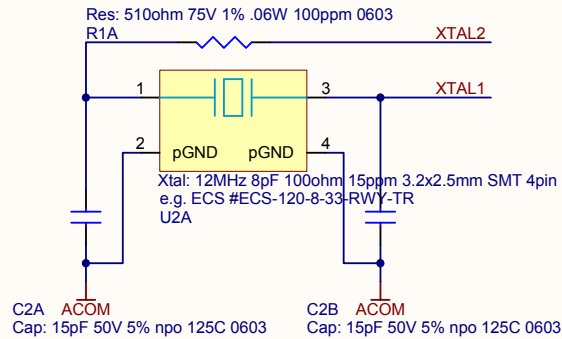 Res: 510ohm 75V 1% .06W 100ppm 0603
R1A
XTAL2
1
3
XTAL1
2
pGND
pGND
4
Xtal: 12MHz 8pF 100ohm 15ppm 3.2x2.5mm SMT 4pin
e.g. ECS #ECS-120-8-33-RWY-TR
U2A
C2A ACOM
Cap: 15pF 50V 5% npo 125C 0603
C2B ACOM
Cap: 15pF 50V 5% npo 125C 0603